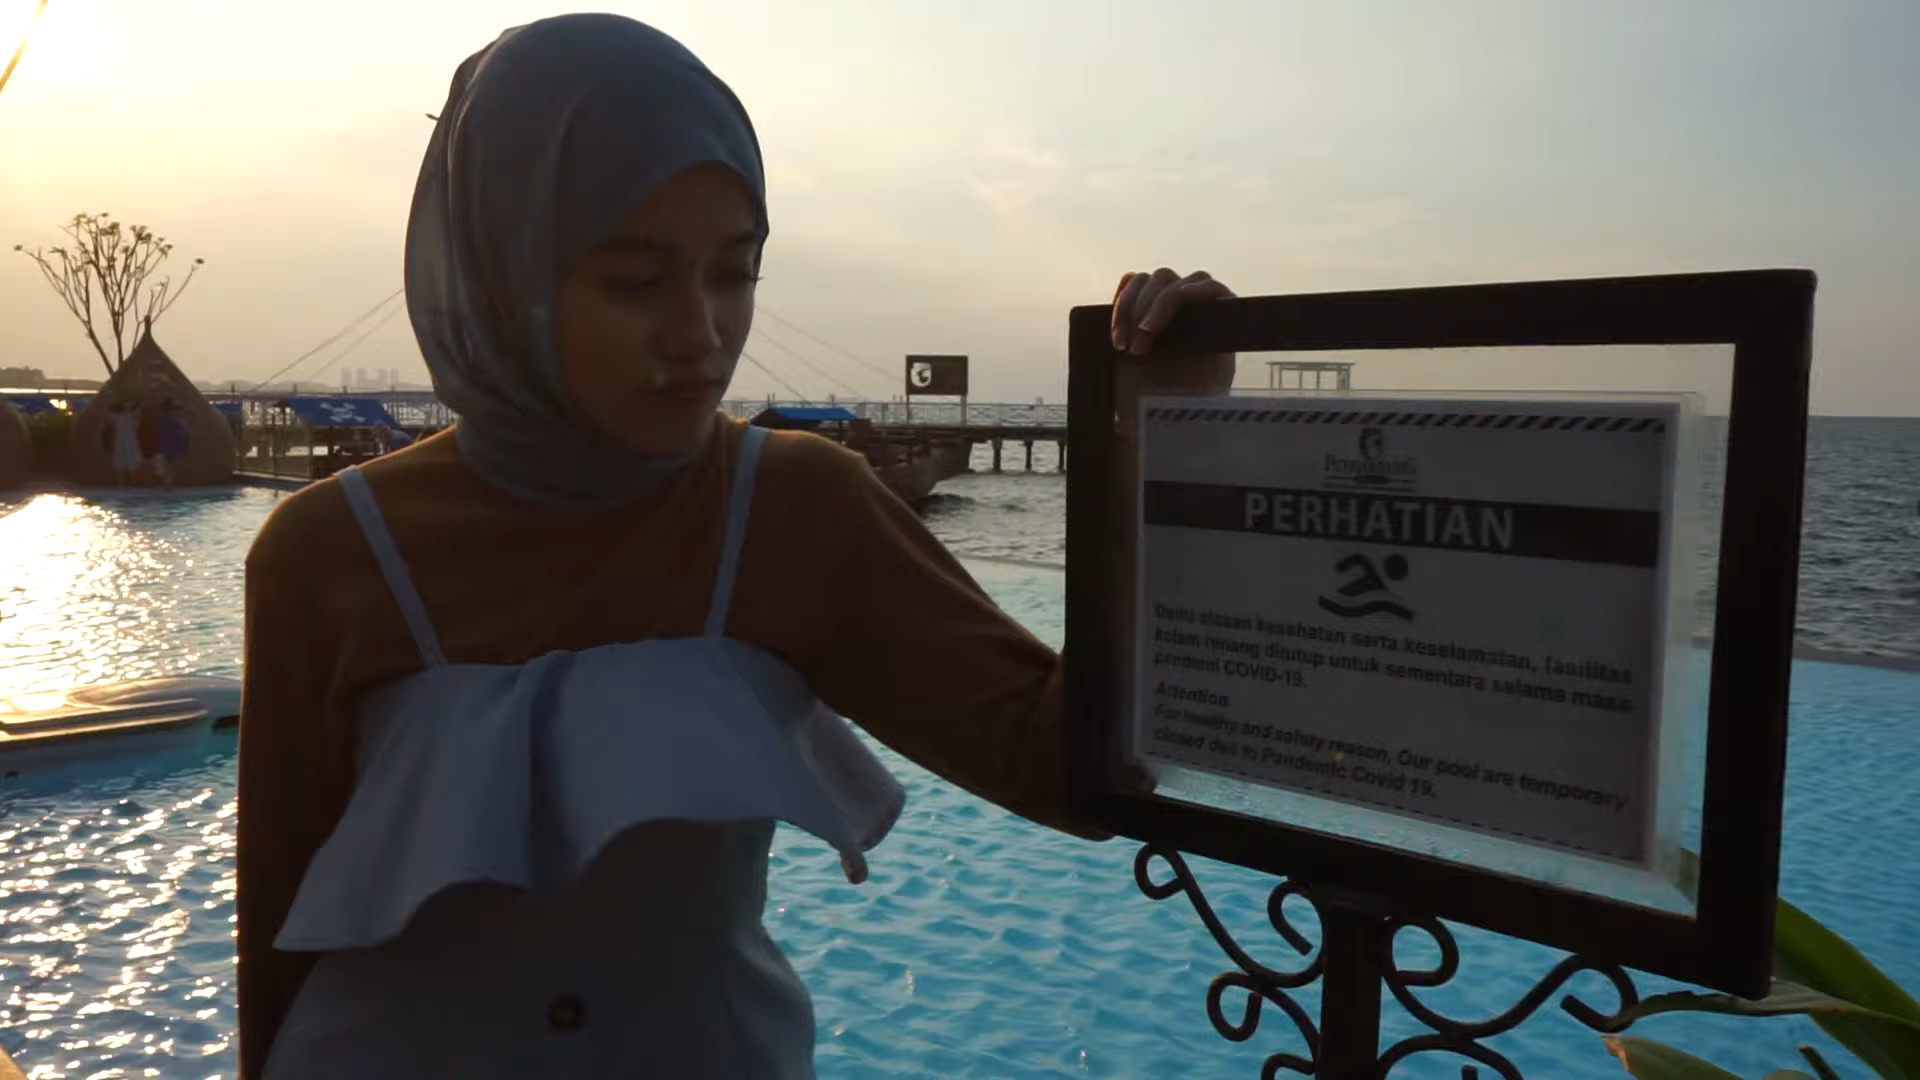 PERHATIAN
Demi alasan kesehatan serta keselamatan, fasilitas
kolam renang ditutup untuk sementara selama masa
pandemi COVID-19.
Attention
For healthy and safety reason, Our pool are temporary
closed due to Pandemic Covid 19.